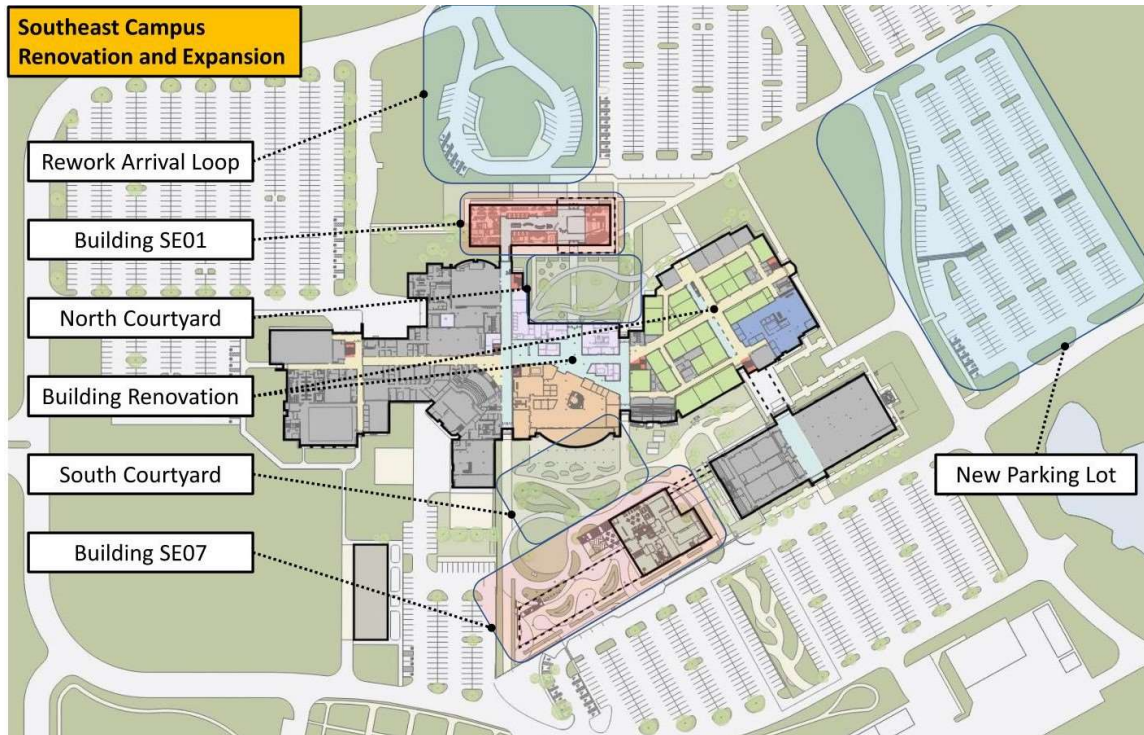 Southeast Campus
Renovation and Expansion
Rework Arrival Loop
Building SE01
North Courtyard
Building Renovation
South Courtyard
Building SE07
New Parking Lot